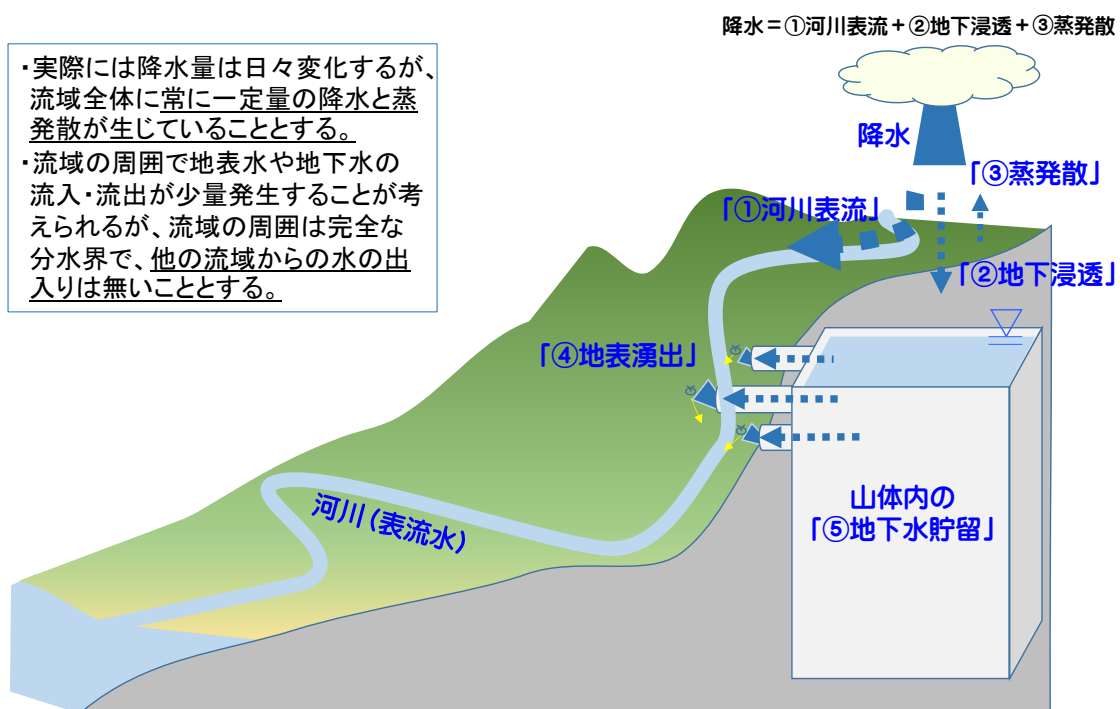 降水＝①河川表流＋②地下浸透＋③蒸発散
・実際には降水量は日々変化するが、
流域全体に常に一定量の降水と蒸
発散が生じていることとする。
・流域の周囲で地表水や地下水の
流入・流出が少量発生することが考
えられるが、流域の周囲は完全な
分水界で、他の流域からの水の出
入りは無いこととする。
降水
「③蒸発散」
「①河川表流」
「②地下浸透」
「④地表湧出」
山体内の
「⑤地下水貯留」
河川（表流水）